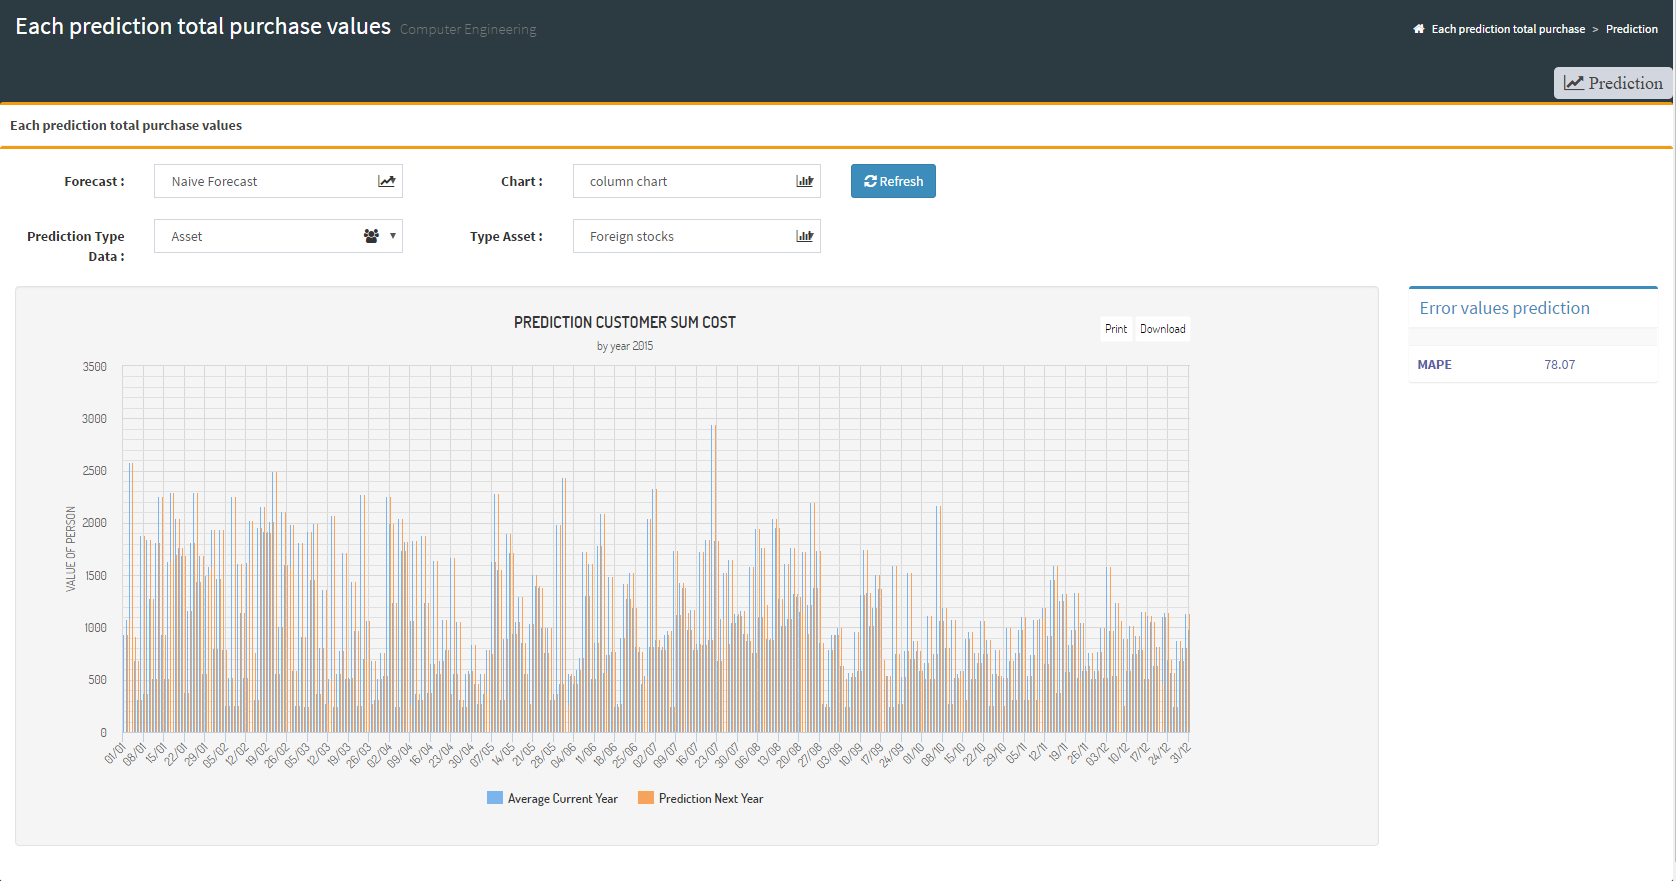 Each prediction total purchase values Computer Engineering
Each prediction total purchase > Prediction
Prediction
Each prediction total purchase values
Forecast : Naive Forecast Chart : column chart Refresh
Prediction Type Data : Asset Type Asset : Foreign stocks
PREDICTION CUSTOMER SUM COST
by year 2015
Print Download
Error values prediction
MAPE 78.07
VALUE OF PERSON
3500
3000
2500
2000
1500
1000
500
0
01/01 08/01 15/01 22/01 29/01 05/02 12/02 19/02 26/02 05/03 12/03 19/03 26/03 02/04 09/04 16/04 23/04 30/04 07/05 14/05 21/05 28/05 04/06 11/06 18/06 25/06 02/07 09/07 16/07 23/07 30/07 06/08 13/08 20/08 27/08 03/09 10/09 17/09 24/09 01/10 08/10 15/10 22/10 29/10 05/11 12/11 19/11 26/11 03/12 10/12 17/12 24/12 31/12
Average Current Year Prediction Next Year